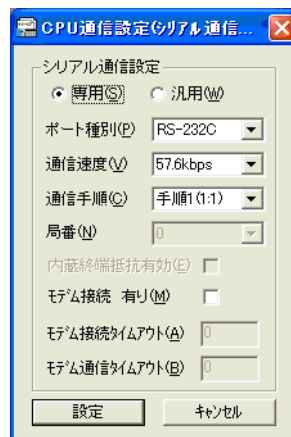 CPU通信設定(シリアル通信...
シリアル通信設定
専用(S) 汎用(W)
ポート種別(P) RS-232C
通信速度(V) 57.6kbps
通信手順(C) 手順1(1:1)
局番(N) 0
内蔵終端抵抗有効(E)
モデム接続 有り(M)
モデム接続タイムアウト(A) 0
モデム通信タイムアウト(B) 0
設定 キャンセル